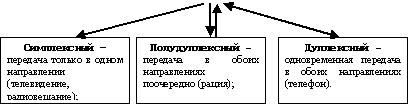 Симплексный –
передача только в одном
направлении
(телевидение,
радиовещание);
Полудуплексный –
передача в обоих
направлениях
поочередно (рация);
Дуплексный –
одновременная передача
в обоих направлениях
(телефон).